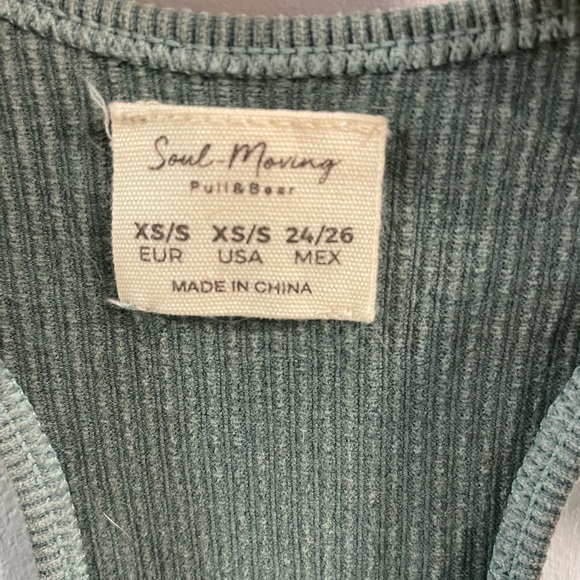 Soul-Moving
Pull&Bear
XS/S XS/S 24/26
EUR USA MEX
MADE IN CHINA